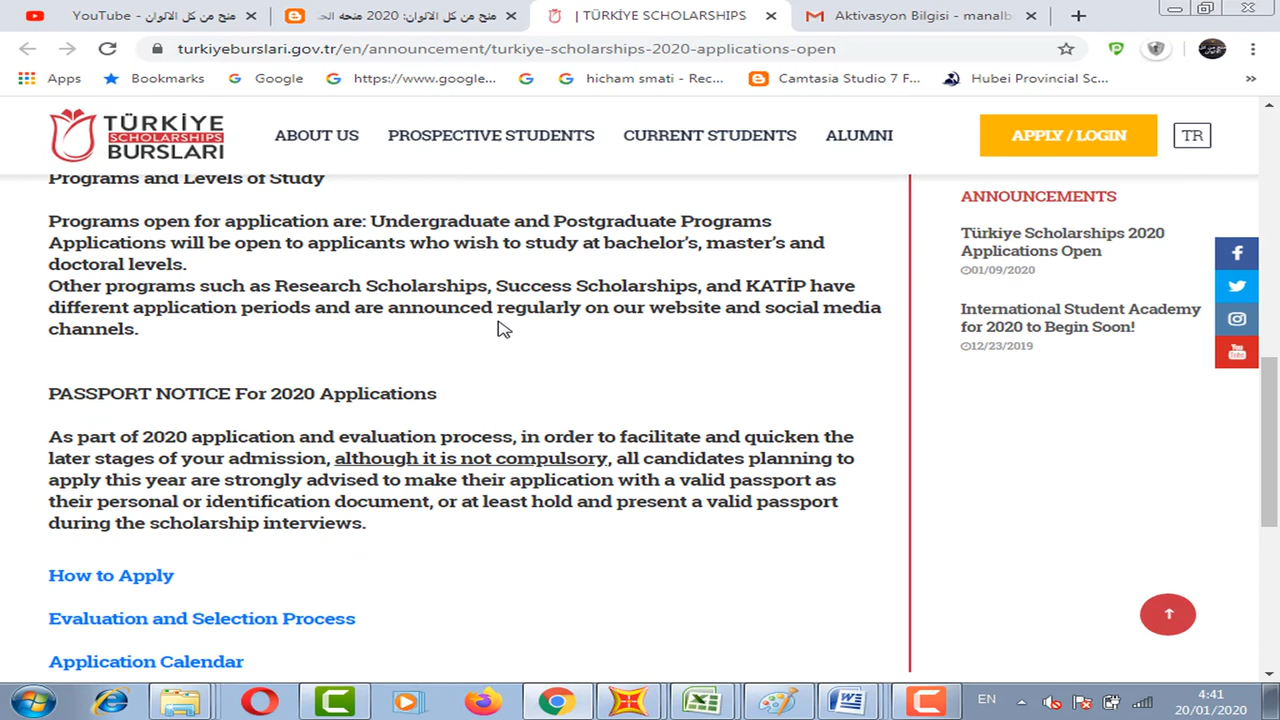 YouTube - منح من كل الالوان
منح من كل الالوان: 2020 منحه الحـ
| TÜRKİYE SCHOLARSHIPS
Aktivasyon Bilgisi - manalb
turkiyeburslari.gov.tr/en/announcement/turkiye-scholarships-2020-applications-open
Apps Bookmarks Google https://www.google... hicham smati - Rec... Camtasia Studio 7 F... Hubei Provincial Sc... »
TÜRKİYE
SCHOLARSHIPS
BURSLARI
ABOUT US PROSPECTIVE STUDENTS CURRENT STUDENTS ALUMNI APPLY / LOGIN TR
Programs and Levels of Study
Programs open for application are: Undergraduate and Postgraduate Programs
Applications will be open to applicants who wish to study at bachelor's, master's and
doctoral levels.
Other programs such as Research Scholarships, Success Scholarships, and KATİP have
different application periods and are announced regularly on our website and social media
channels.
PASSPORT NOTICE For 2020 Applications
As part of 2020 application and evaluation process, in order to facilitate and quicken the
later stages of your admission, although it is not compulsory, all candidates planning to
apply this year are strongly advised to make their application with a valid passport as
their personal or identification document, or at least hold and present a valid passport
during the scholarship interviews.
How to Apply
Evaluation and Selection Process
Application Calendar
ANNOUNCEMENTS
Türkiye Scholarships 2020
Applications Open
01/09/2020
International Student Academy
for 2020 to Begin Soon!
12/23/2019
You
Tube
EN
4:41
20/01/2020